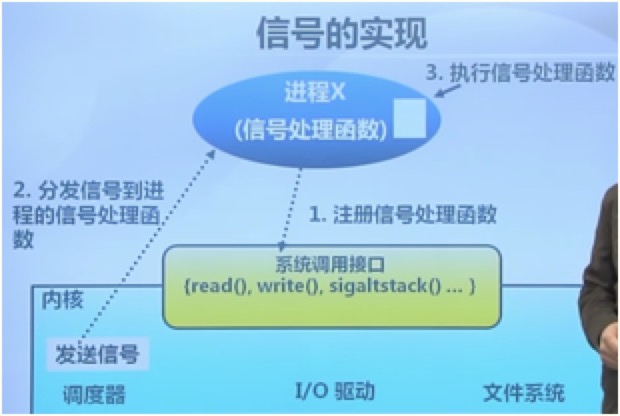 信号的实现
3. 执行信号处理函数
进程X
(信号处理函数)
2. 分发信号到进
程的信号处理函
数
1. 注册信号处理函数
系统调用接口
{read(), write(), sigaltstack() ... }
内核
发送信号
调度器
I/O 驱动
文件系统